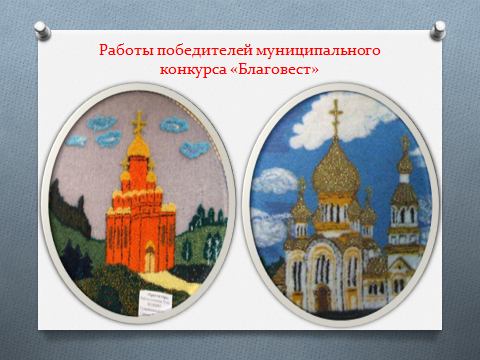 Работы победителей муниципального
конкурса «Благовест»